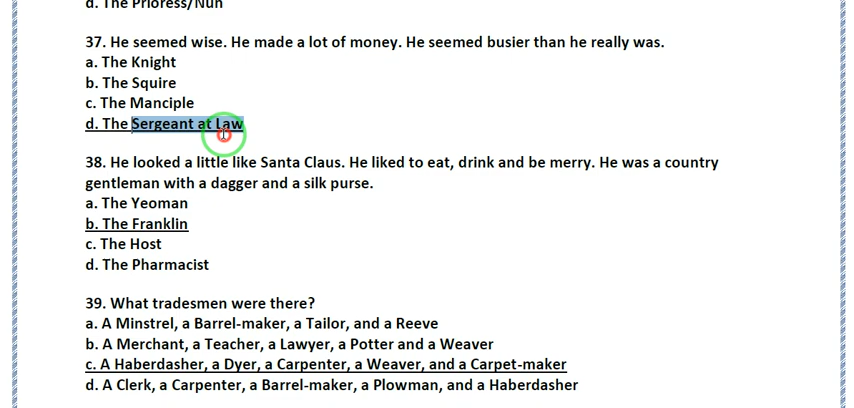 d. The Prioress/Nun
37. He seemed wise. He made a lot of money. He seemed busier than he really was.
a. The Knight
b. The Squire
c. The Manciple
d. The Sergeant at Law
38. He looked a little like Santa Claus. He liked to eat, drink and be merry. He was a country
gentleman with a dagger and a silk purse.
a. The Yeoman
b. The Franklin
c. The Host
d. The Pharmacist
39. What tradesmen were there?
a. A Minstrel, a Barrel-maker, a Tailor, and a Reeve
b. A Merchant, a Teacher, a Lawyer, a Potter and a Weaver
c. A Haberdasher, a Dyer, a Carpenter, a Weaver, and a Carpet-maker
d. A Clerk, a Carpenter, a Barrel-maker, a Plowman, and a Haberdasher